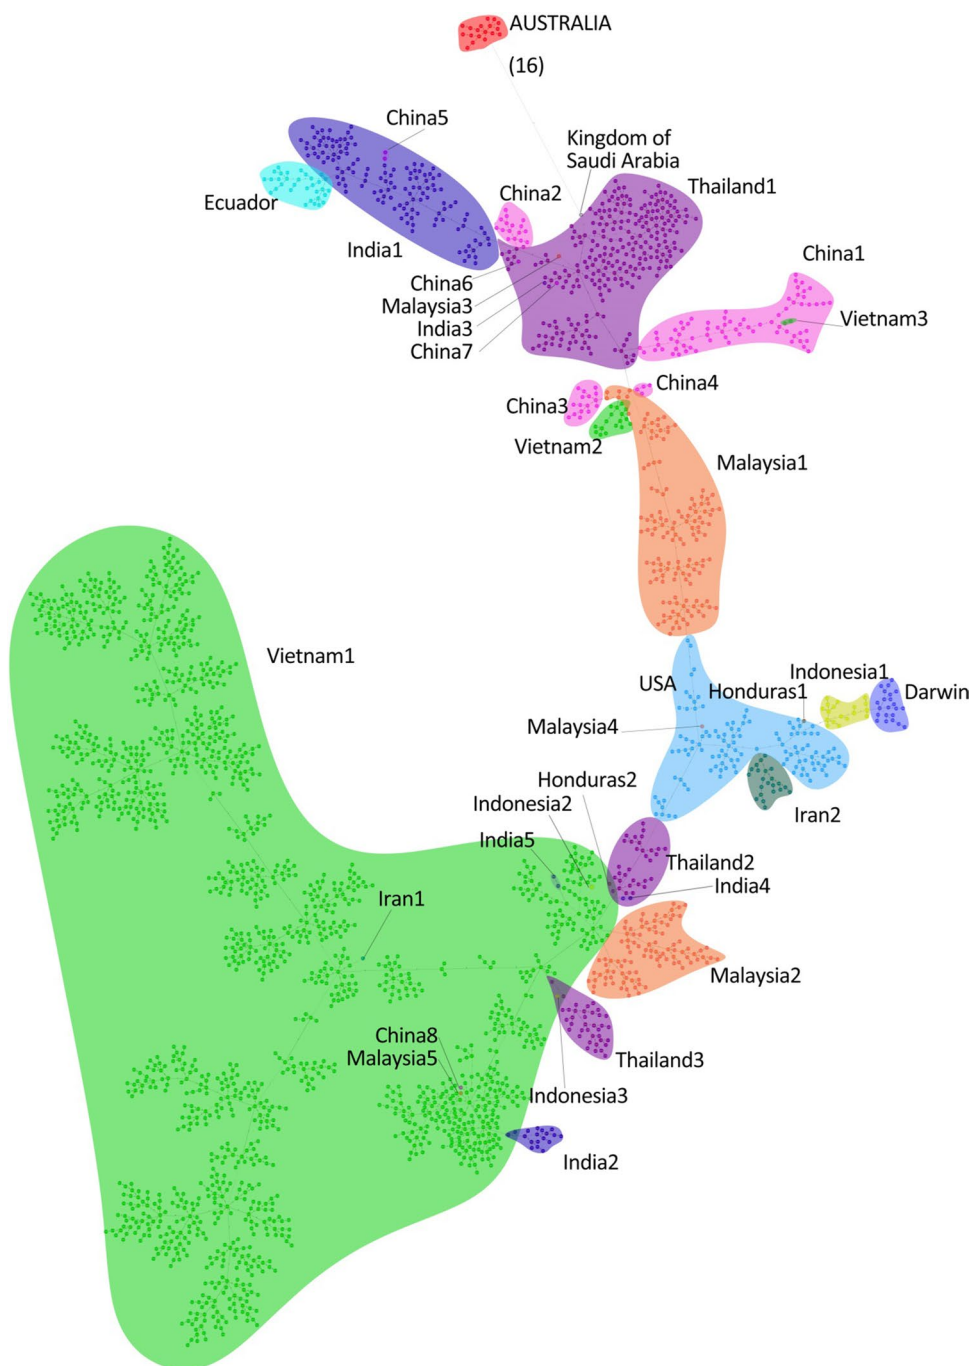 AUSTRALIA
(16)
China5
Kingdom of
Saudi Arabia
Thailand1
China2
Ecuador
India1
China1
China6
Malaysia3
India3
China7
Vietnam3
China4
China3
Vietnam2
Malaysia1
Vietnam1
USA
Indonesia1
Honduras1
Darwin
Malaysia4
Honduras2
Indonesia2
India5
Iran2
Thailand2
India4
Iran1
Malaysia2
China8
Malaysia5
Thailand3
Indonesia3
India2